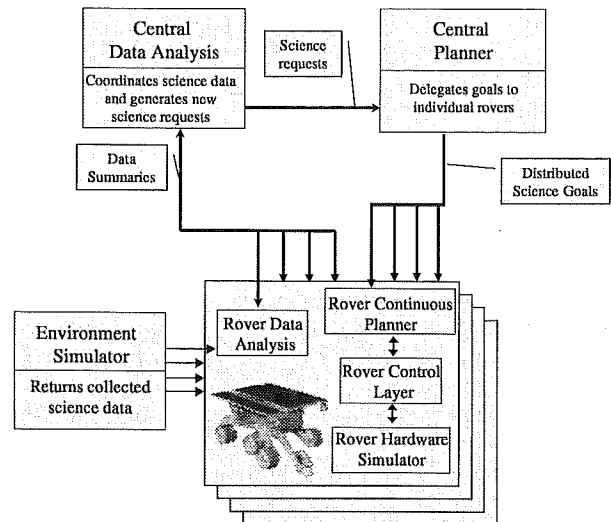 Central
Data Analysis
Coordinates science data
and generates new
science requests
Science
requests
Central
Planner
Delegates goals to
individual rovers
Data
Summaries
Distributed
Science Goals
Environment
Simulator
Returns collected
science data
Rover Data
Analysis
Rover Continuous
Planner
Rover Control
Layer
Rover Hardware
Simulator